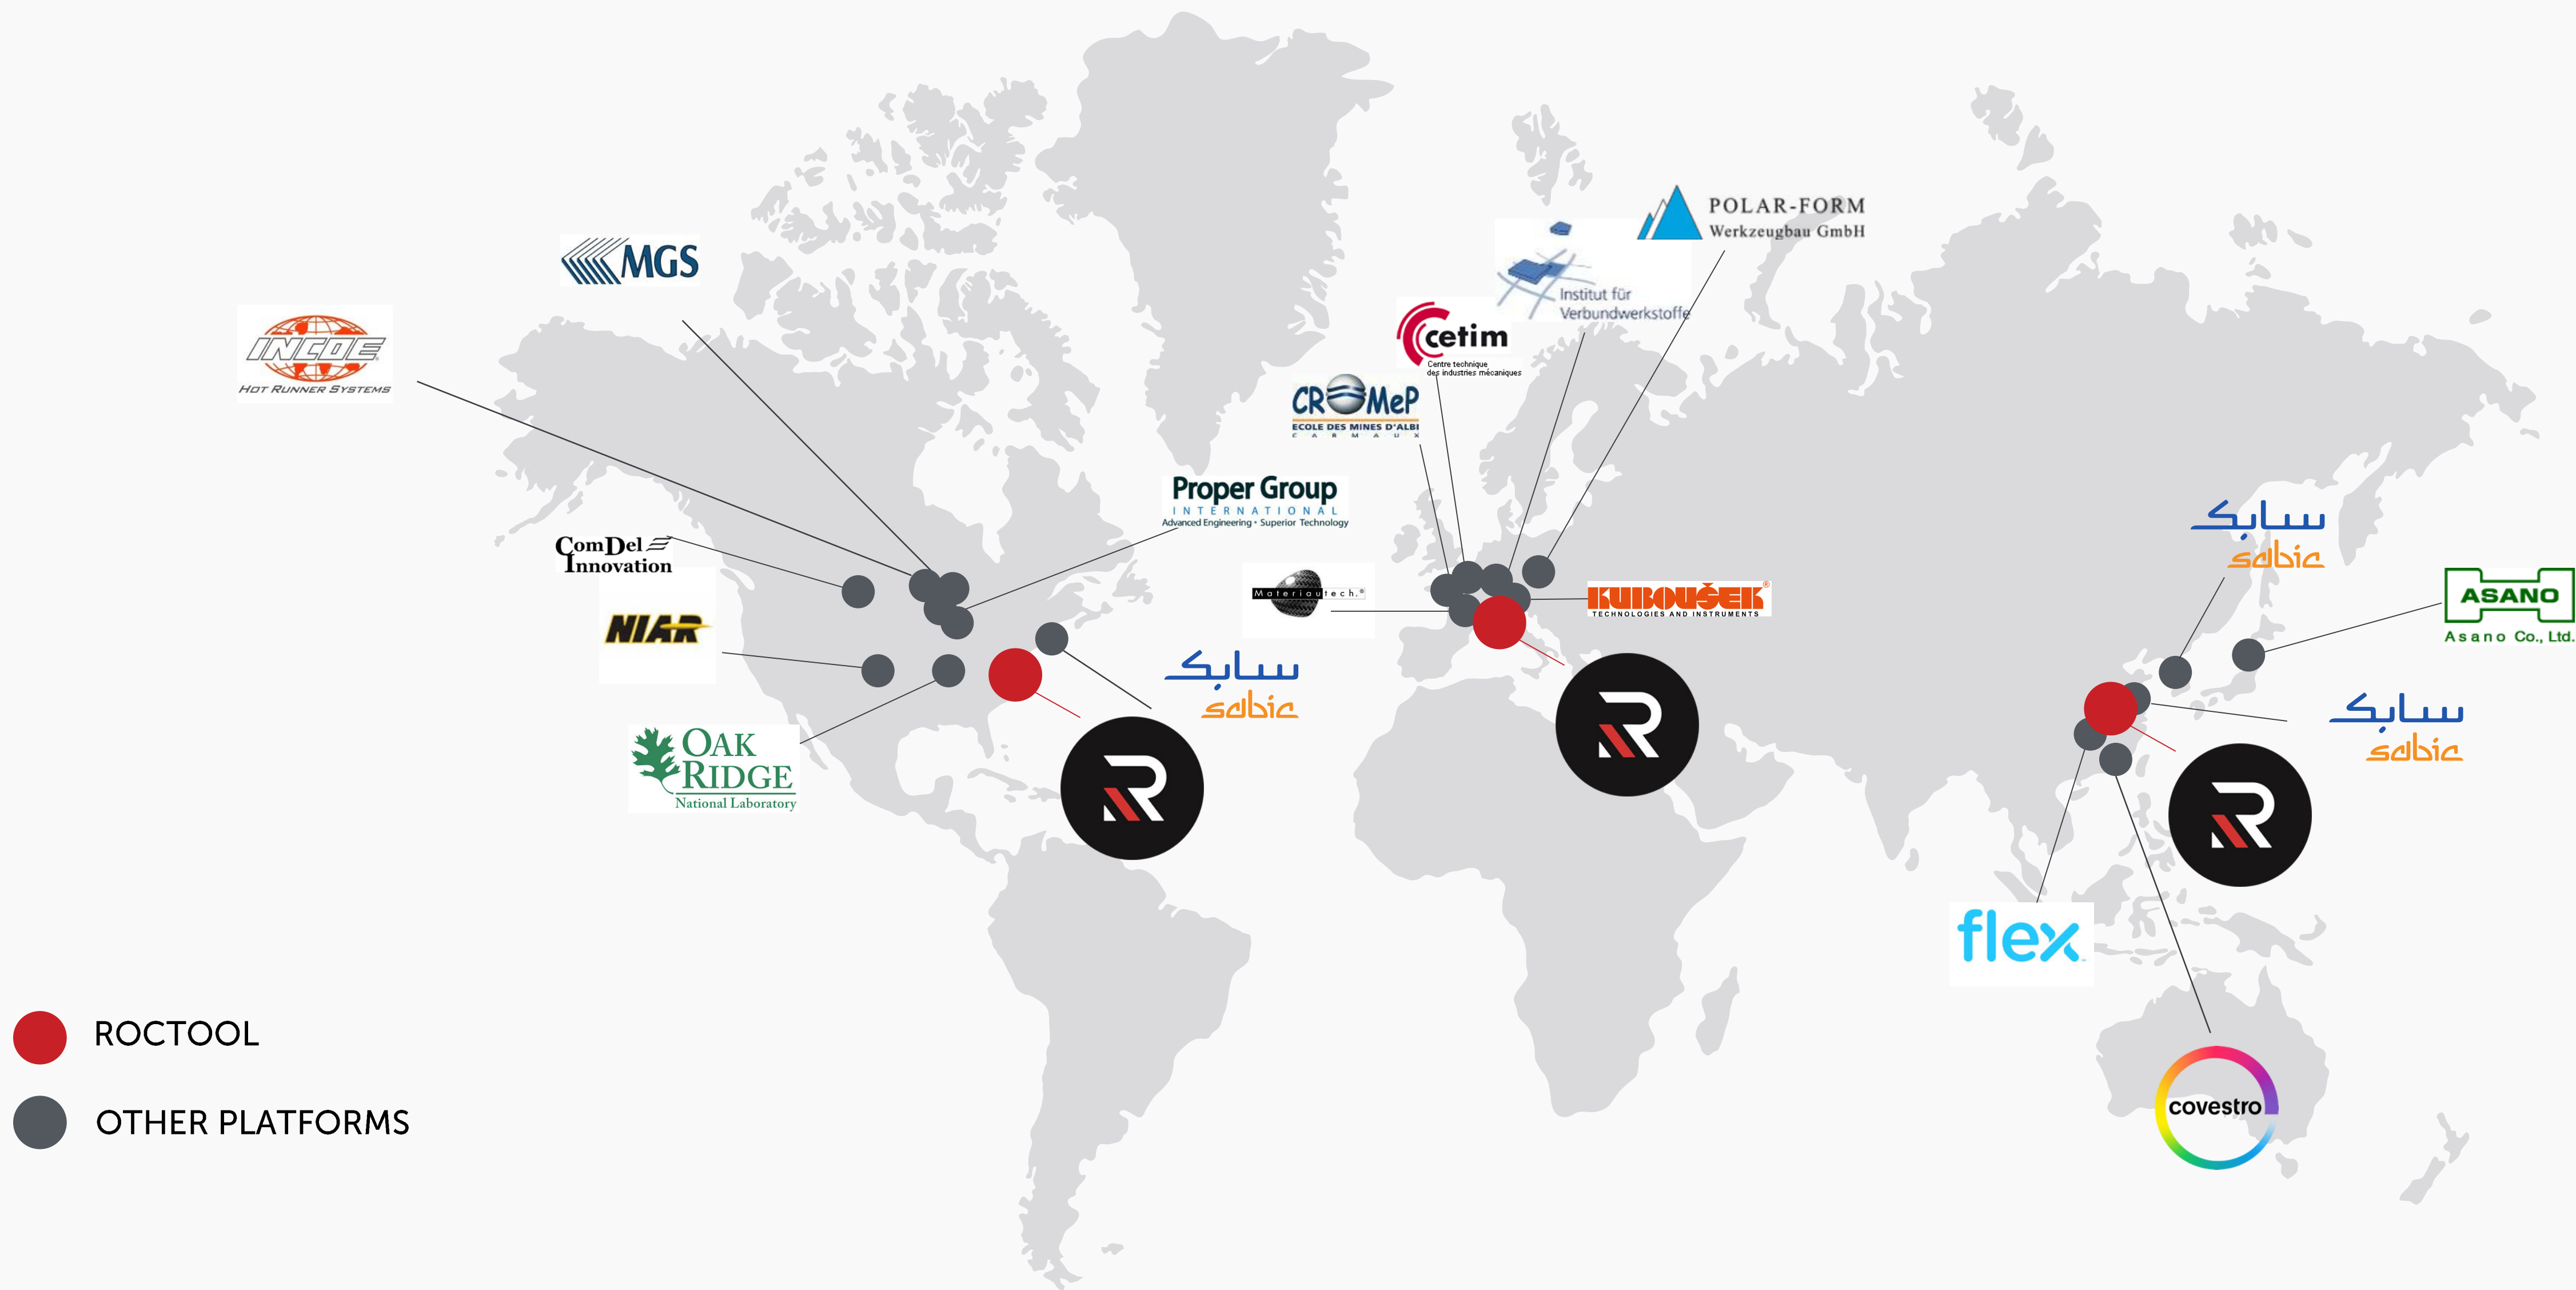 POLAR-FORM
Werkzeugbau GmbH
MGS
Institut für
Verbundwerkstoffe
INCOE
HOT RUNNER SYSTEMS
cetim
Centre technique
des industries mécaniques
CROMeP
ECOLE DES MINES D'ALBI
CARMAUX
Proper Group
INTERNATIONAL
Advanced Engineering • Superior Technology
ComDel
Innovation
سابك
sabic
ASANO
Asano Co., Ltd.
Materiautech.®
KUBOUŠEK®
TECHNOLOGIES AND INSTRUMENTS
NIAR
سابك
sabic
سابك
sabic
OAK
RIDGE
National Laboratory
R
R
R
flex
ROCTOOL
covestro
OTHER PLATFORMS